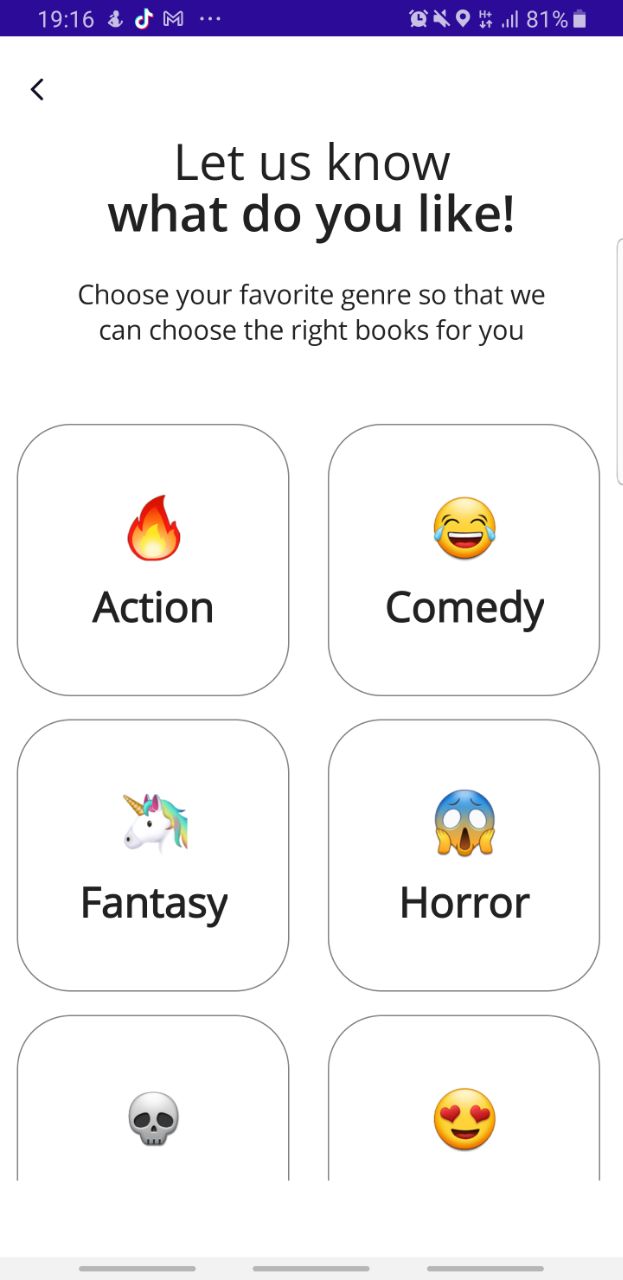 19:16 81%
Let us know
what do you like!
Choose your favorite genre so that we
can choose the right books for you
Action Comedy
Fantasy Horror